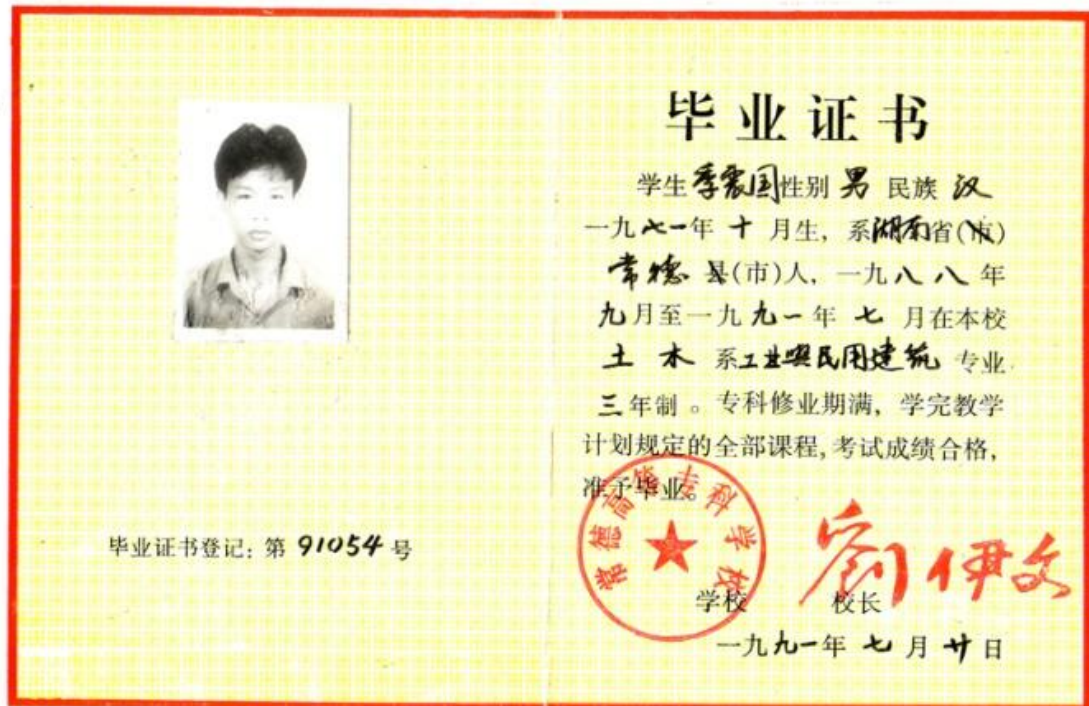 毕业证书
学生季震国性别 男 民族 汉
一九七一年 十 月生, 系湖南省(市)
常德 县(市)人, 一九八八 年
九月至一九九一年 七 月在本校
土 木 系工业与民用建筑 专业
三年制 。专科修业期满, 学完教学
计划规定的全部课程, 考试成绩合格,
准予毕业。
常德高等专科学校
劉伊文
学校 校长
一九九一年 七 月 廿 日
毕业证书登记: 第 91054 号